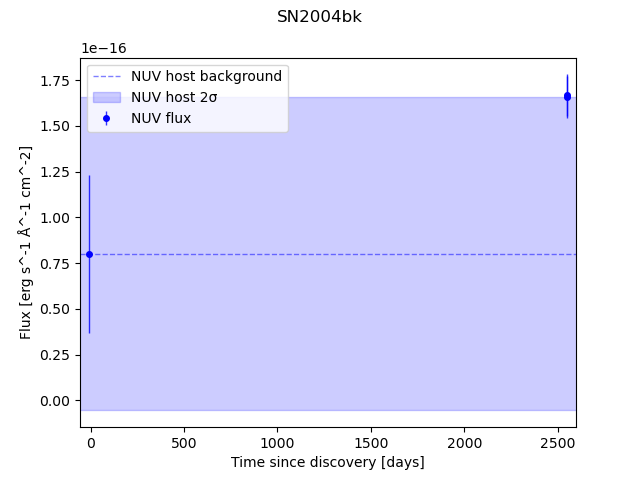 SN2004bk
1e−16
NUV host background
NUV host 2σ
NUV flux
1.75
1.50
1.25
1.00
0.75
0.50
0.25
0.00
Flux [erg s^-1 Å^-1 cm^-2]
0
500
1000
1500
2000
2500
Time since discovery [days]